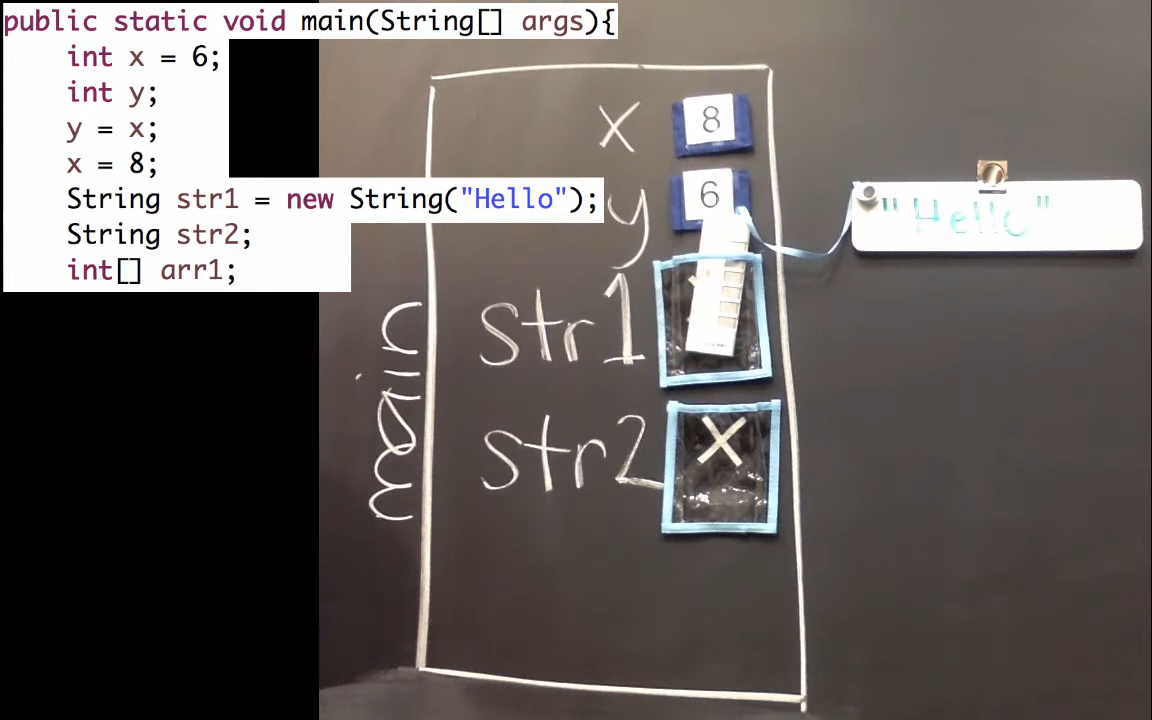 public static void main(String[] args){
int x = 6;
int y;
y = x;
x = 8;
String str1 = new String("Hello");
String str2;
int[] arr1;
x 8
y 6
"Hello"
str1
str2 X
main